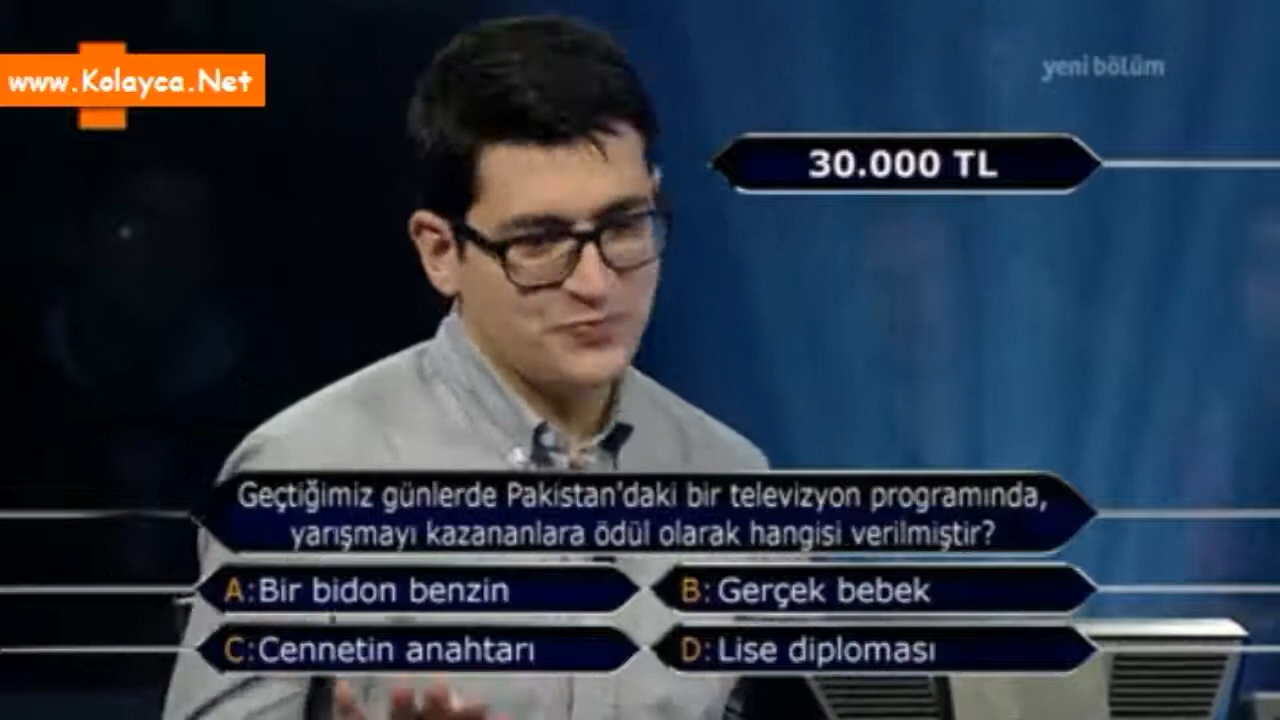 www.Kolayca.Net
yeni bölüm
30.000 TL
Geçtiğimiz günlerde Pakistan'daki bir televizyon programında,
yarışmayı kazananlara ödül olarak hangisi verilmiştir?
A:Bir bidon benzin
B:Gerçek bebek
C:Cennetin anahtarı
D:Lise diploması